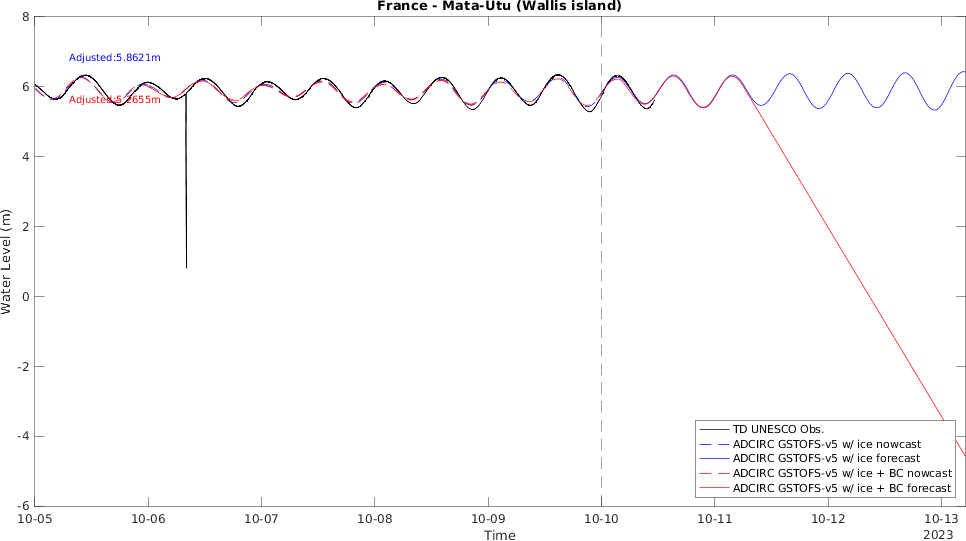 France - Mata-Utu (Wallis island)
8
6
4
2
0
-2
-4
-6
Water Level (m)
Adjusted:5.8621m
Adjusted:5.2655m
TD UNESCO Obs.
ADCIRC GSTOFS-v5 w/ ice nowcast
ADCIRC GSTOFS-v5 w/ ice forecast
ADCIRC GSTOFS-v5 w/ ice + BC nowcast
ADCIRC GSTOFS-v5 w/ ice + BC forecast
10-05 10-06 10-07 10-08 10-09 10-10 10-11 10-12 10-13
Time
2023